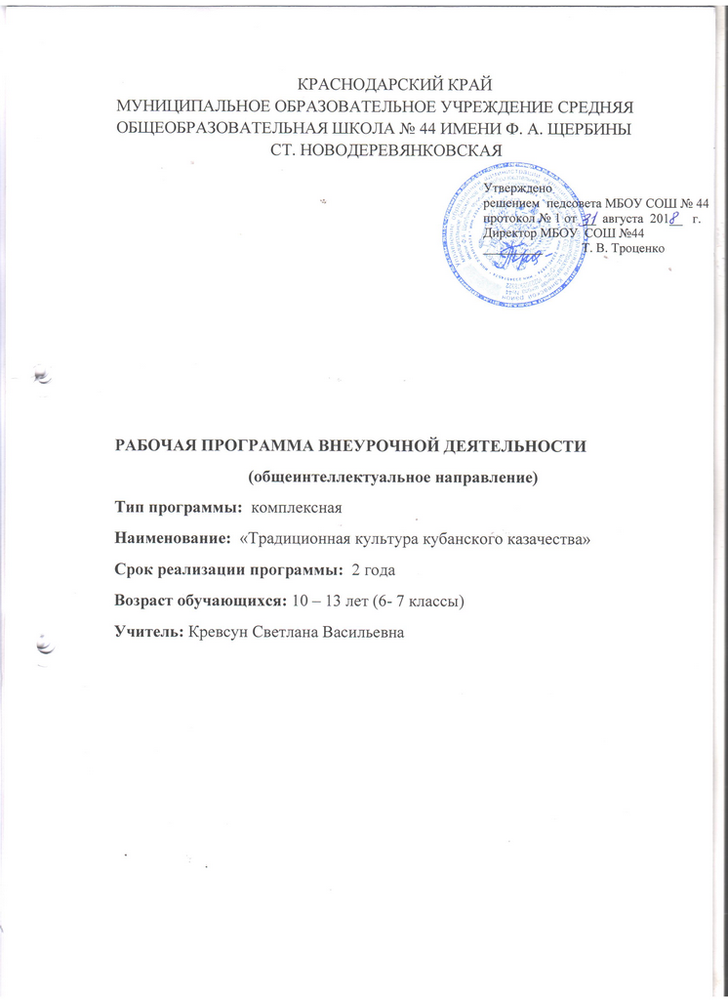 КРАСНОДАРСКИЙ КРАЙ
МУНИЦИПАЛЬНОЕ ОБРАЗОВАТЕЛЬНОЕ УЧРЕЖДЕНИЕ СРЕДНЯЯ
ОБЩЕОБРАЗОВАТЕЛЬНАЯ ШКОЛА № 44 ИМЕНИ Ф. А. ЩЕРБИНЫ
СТ. НОВОДЕРЕВЯНКОВСКАЯ
Утверждено
решением педсовета МБОУ СОШ № 44
протокол № 1 от 31 августа 2018 г.
Директор МБОУ СОШ №44
Т. В. Троценко
РАБОЧАЯ ПРОГРАММА ВНЕУРОЧНОЙ ДЕЯТЕЛЬНОСТИ
(общеинтеллектуальное направление)
Тип программы: комплексная
Наименование: «Традиционная культура кубанского казачества»
Срок реализации программы: 2 года
Возраст обучающихся: 10 – 13 лет (6- 7 классы)
Учитель: Кревсун Светлана Васильевна